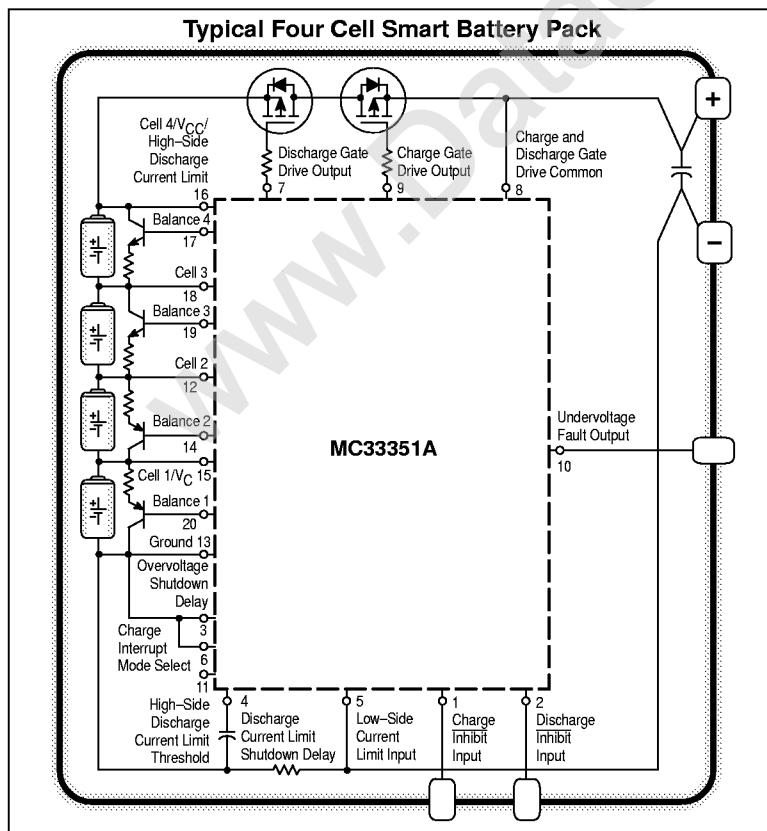 Typical Four Cell Smart Battery Pack
Cell 4/VCC/
High–Side
Discharge
Current Limit
16
Discharge Gate
Drive Output
7
Charge Gate
Drive Output
9
Charge and
Discharge Gate
Drive Common
8
+
–
Balance 4
17
Cell 3
18
Balance 3
19
Cell 2
12
Balance 2
14
Cell 1/VC 15
Balance 1
20
Ground 13
Overvoltage
Shutdown
Delay
3
Charge
Interrupt
Mode Select
6
11
MC33351A
Undervoltage
Fault Output
10
High–Side
Discharge
Current Limit
Threshold
4
Discharge
Current Limit
Shutdown Delay
5
Low–Side
Current
Limit Input
1
Charge
Inhibit
Input
2
Discharge
Inhibit
Input